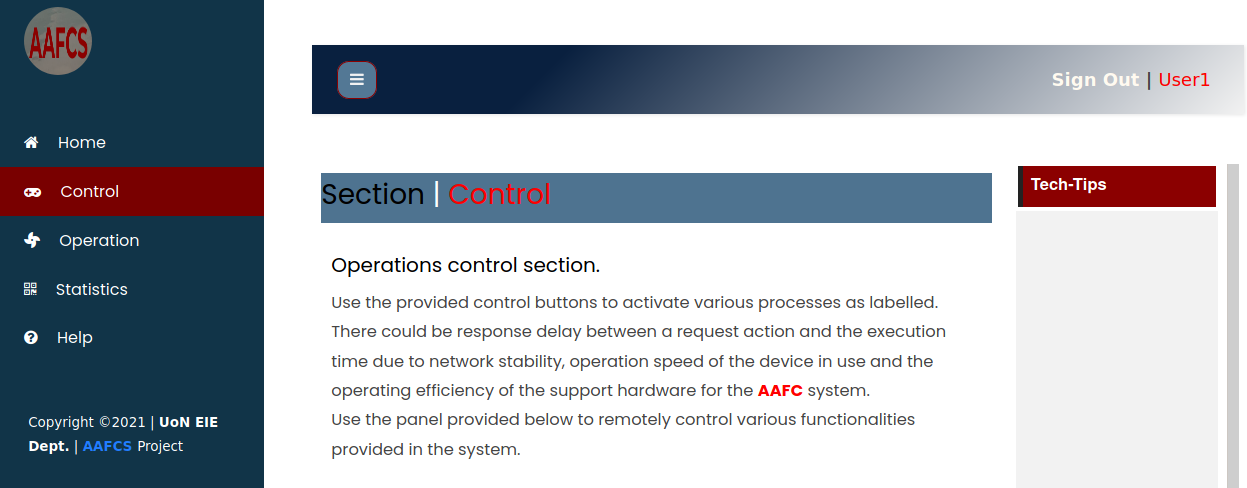 AAFCS
Home
Control
Operation
Statistics
Help
Copyright ©2021 | UoN EIE
Dept. | AAFCS Project
Sign Out | User1
Section | Control
Operations control section.
Use the provided control buttons to activate various processes as labelled.
There could be response delay between a request action and the execution
time due to network stability, operation speed of the device in use and the
operating efficiency of the support hardware for the AAFC system.
Use the panel provided below to remotely control various functionalities
provided in the system.
Tech-Tips